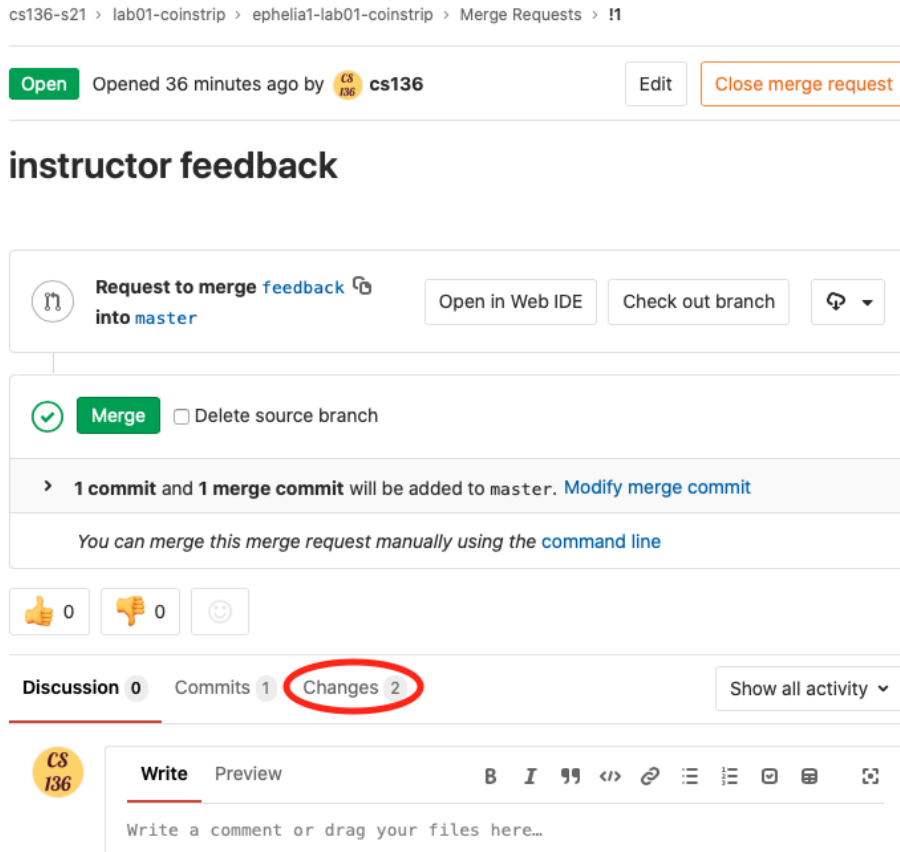 cs136-s21 › lab01-coinstrip › ephelia1-lab01-coinstrip › Merge Requests › !1
Open Opened 36 minutes ago by CS 136 cs136 Edit Close merge request
instructor feedback
Request to merge feedback
into master
Open in Web IDE Check out branch
Merge Delete source branch
1 commit and 1 merge commit will be added to master. Modify merge commit
You can merge this merge request manually using the command line
0 0
Discussion 0 Commits 1 Changes 2 Show all activity
CS
136
Write Preview B I
Write a comment or drag your files here…